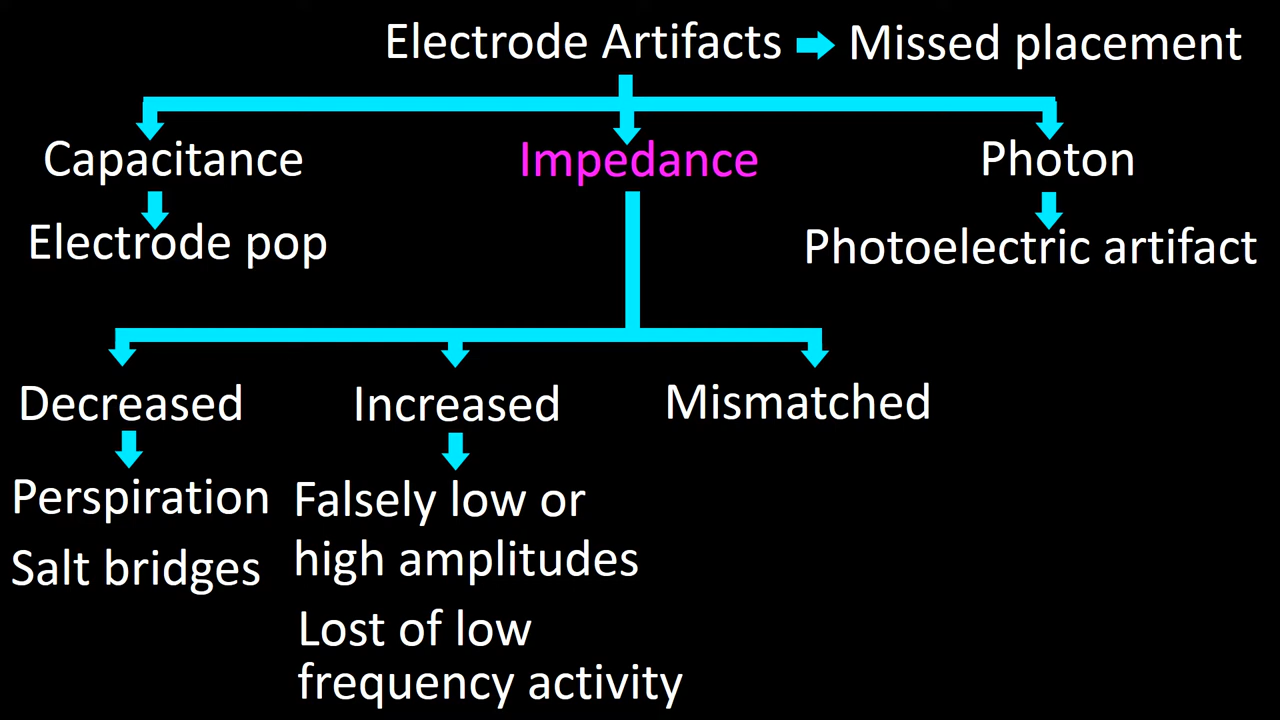 Electrode Artifacts
Missed placement
Capacitance
Impedance
Photon
Electrode pop
Photoelectric artifact
Decreased
Increased
Mismatched
Perspiration
Salt bridges
Falsely low or
high amplitudes
Lost of low
frequency activity